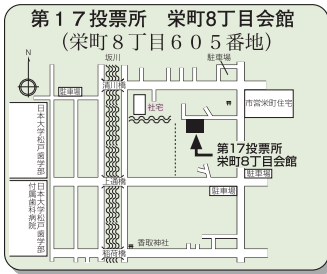 第１７投票所　栄町8丁目会館
(栄町８丁目６０５番地)
N
坂川
駐車場
清川橋
駐車場
社宅
市営栄町住宅
日本大学松戸歯学部
第17投票所
栄町8丁目会館
上通橋
駐車場
駐車場
日本大学松戸歯学部
付属歯科病院
香取神社
稲荷橋